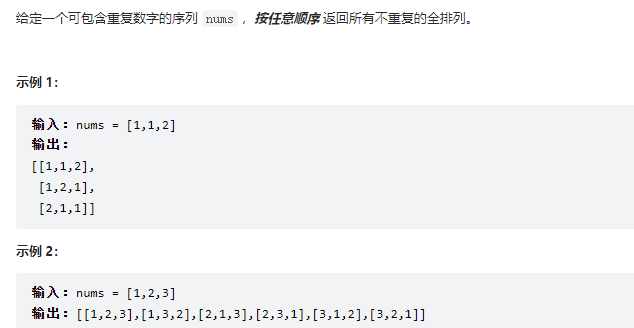 给定一个可包含重复数字的序列 nums ，按任意顺序 返回所有不重复的全排列。
示例 1：
输入：nums = [1,1,2]
输出：
[[1,1,2],
 [1,2,1],
 [2,1,1]]
示例 2：
输入：nums = [1,2,3]
输出：[[1,2,3],[1,3,2],[2,1,3],[2,3,1],[3,1,2],[3,2,1]]